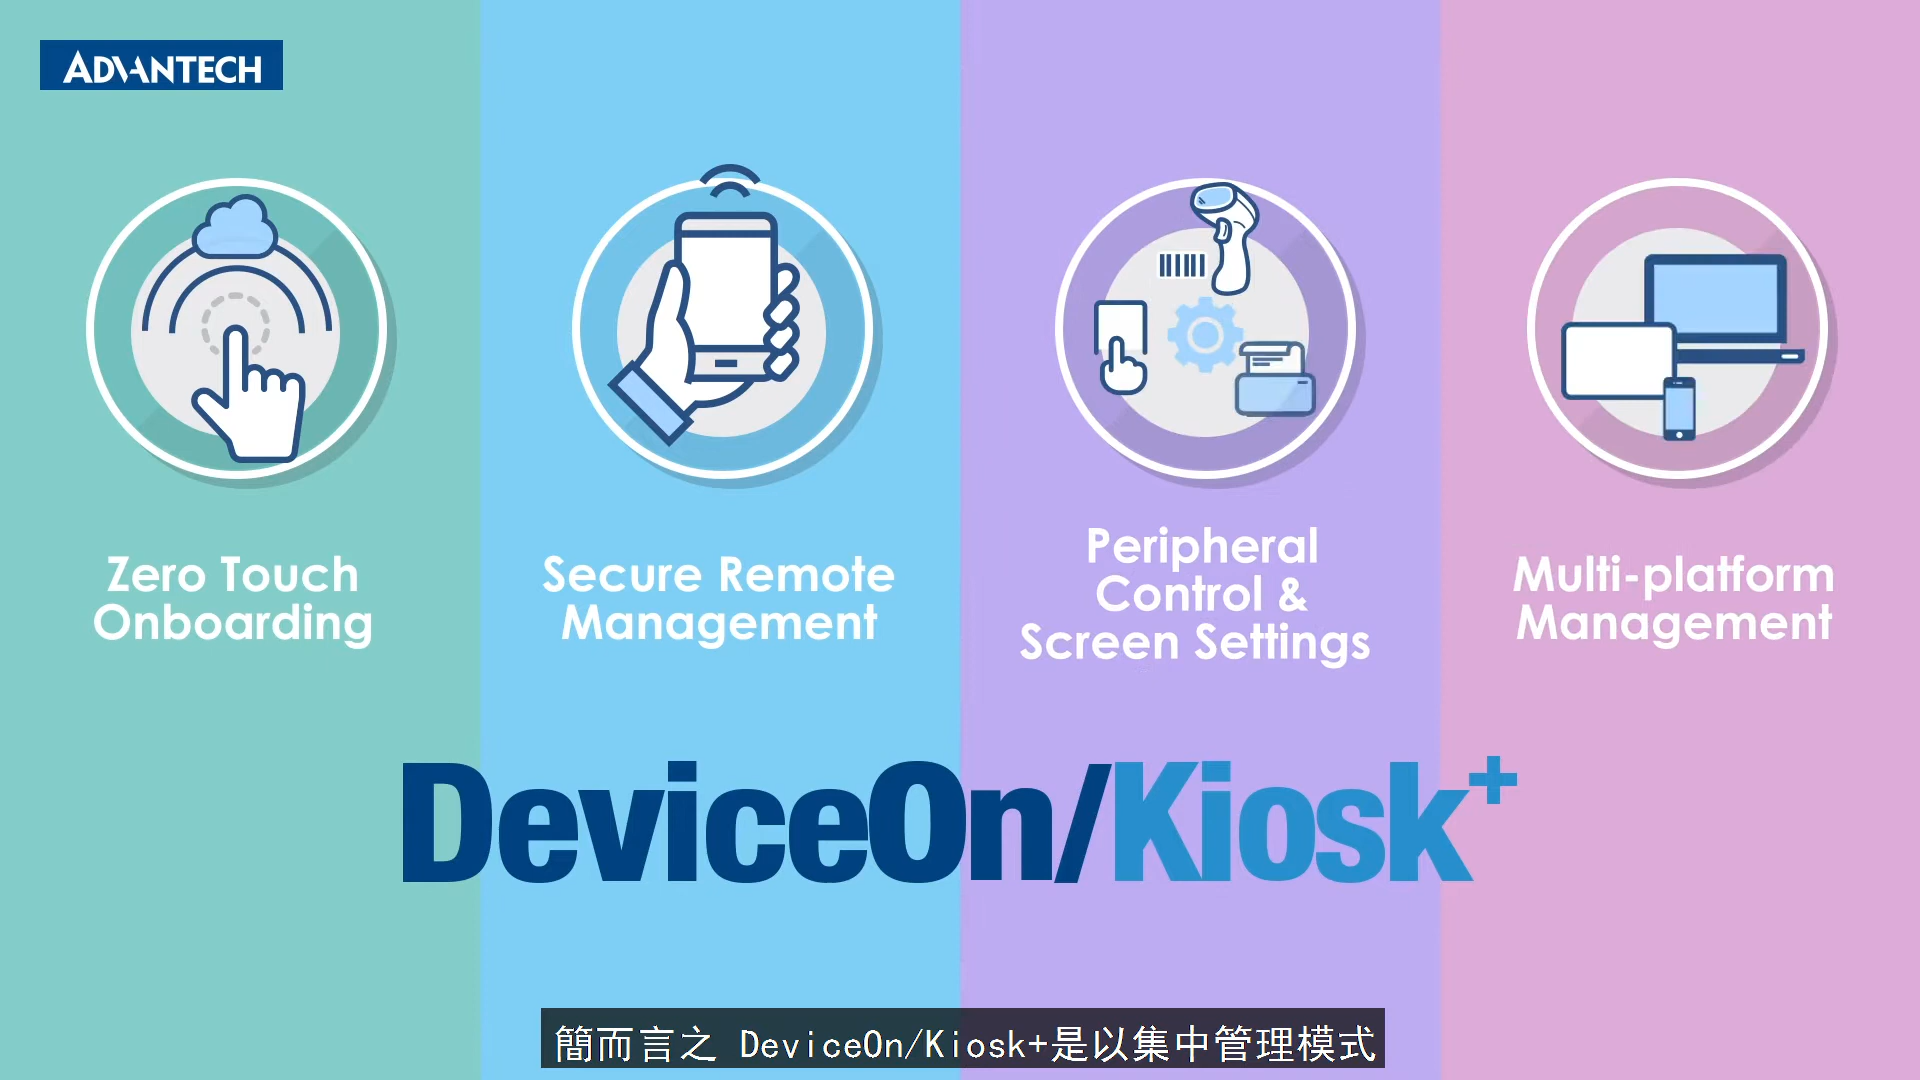 ADVANTECH
Zero Touch
Onboarding
Secure Remote
Management
Peripheral
Control &
Screen Settings
Multi-platform
Management
DeviceOn/Kiosk+
簡而言之 DeviceOn/Kiosk+是以集中管理模式